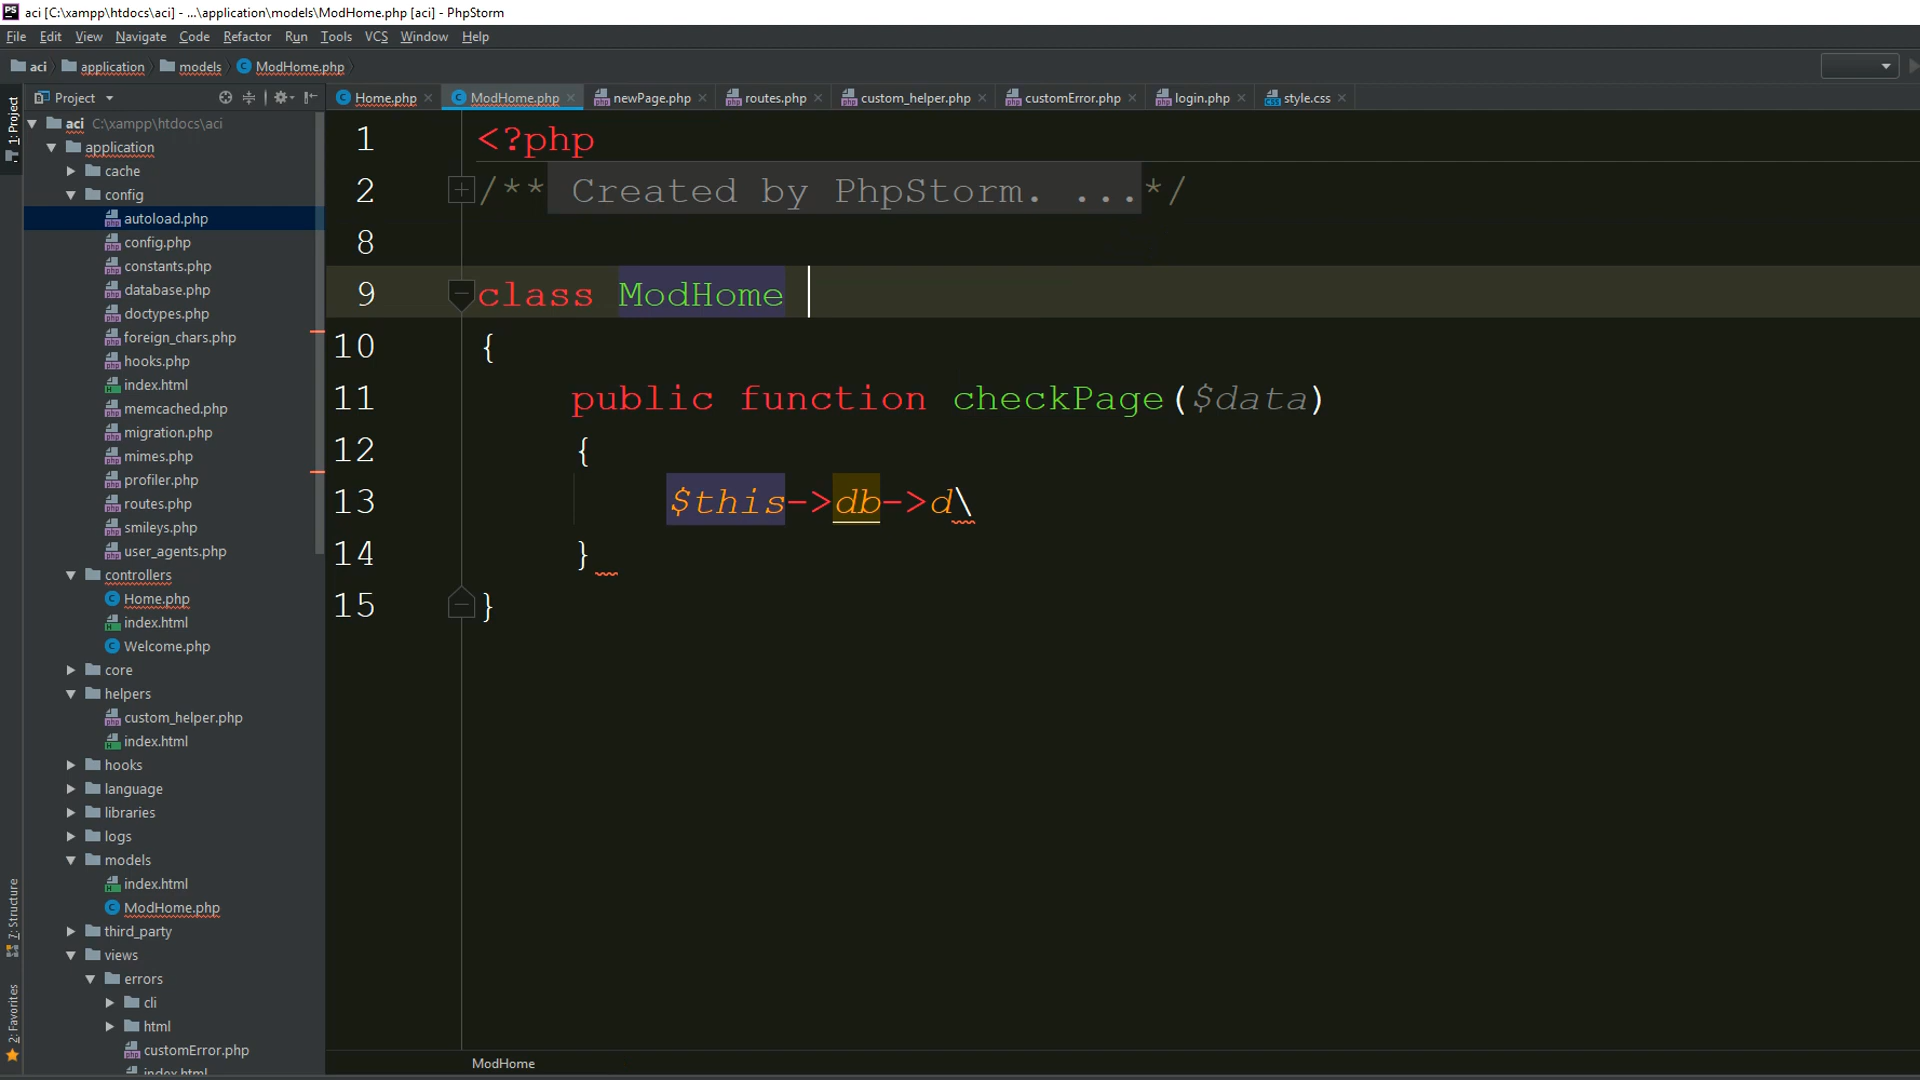 aci [C:\xampp\htdocs\aci] - ...\application\models\ModHome.php [aci] - PhpStorm
File Edit View Navigate Code Refactor Run Tools VCS Window Help
aci application models ModHome.php
Project
Home.php ModHome.php newPage.php routes.php custom_helper.php customError.php login.php style.css
1: Project
7: Structure
2: Favorites
aci C:\xampp\htdocs\aci
application
cache
config
autoload.php
config.php
constants.php
database.php
doctypes.php
foreign_chars.php
hooks.php
index.html
memcached.php
migration.php
mimes.php
profiler.php
routes.php
smileys.php
user_agents.php
controllers
Home.php
index.html
Welcome.php
core
helpers
custom_helper.php
index.html
hooks
language
libraries
logs
models
index.html
ModHome.php
third_party
views
errors
cli
html
customError.php
index.html
1 <?php
2 /** Created by PhpStorm. ...*/
8
9 class ModHome
10 {
11 public function checkPage($data)
12 {
13 $this->db->d\
14 }
15 }
ModHome